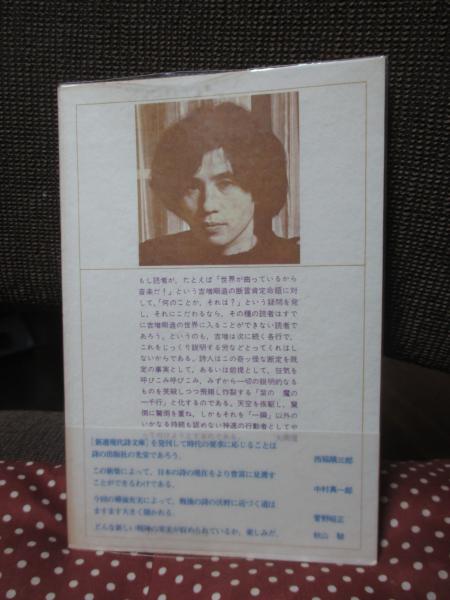 もし読者が、たとえば「世界が曲っているから
音楽だ！」という吉増剛造の断言肯定命題に対
して、「何のことか、それは？」という疑問を発
し、それにこだわるなら、その種の読者はすで
に吉増剛造の世界に入ることができない読者で
あろう。というのも、吉増は次に続く各行で、
これをじっくり説明する労などとってくれはし
ないからである。詩人はこの奇ッ怪な断定を既
定の事実として、あるいは前提として、狂気を
呼びこみ呼びこみ、みずから一切の説明的なる
ものを笑殺しつつ飛翔し炸裂する「紫の 魔の
一千行」と化するのである。天空を疾駆し、驚
愕に驚愕を重ね、しかもそれを「一瞬」以外の
いかなる持続も認めない神速の行動者としてや
大岡信
［新選現代詩文庫］を発刊して時代の要求に応じることは
詩の出版社の光栄であろう。 西脇順三郎
この新装によって、日本の詩の現在をより豊富に見渡す
ことができるわけである。 中村真一郎
今回の補強充実によって、戦後の詩の沃野に近づく道は
ますます大きく開かれる。 菅野昭正
どんな新しい精神の果実が収められているか、楽しみだ。 秋山駿